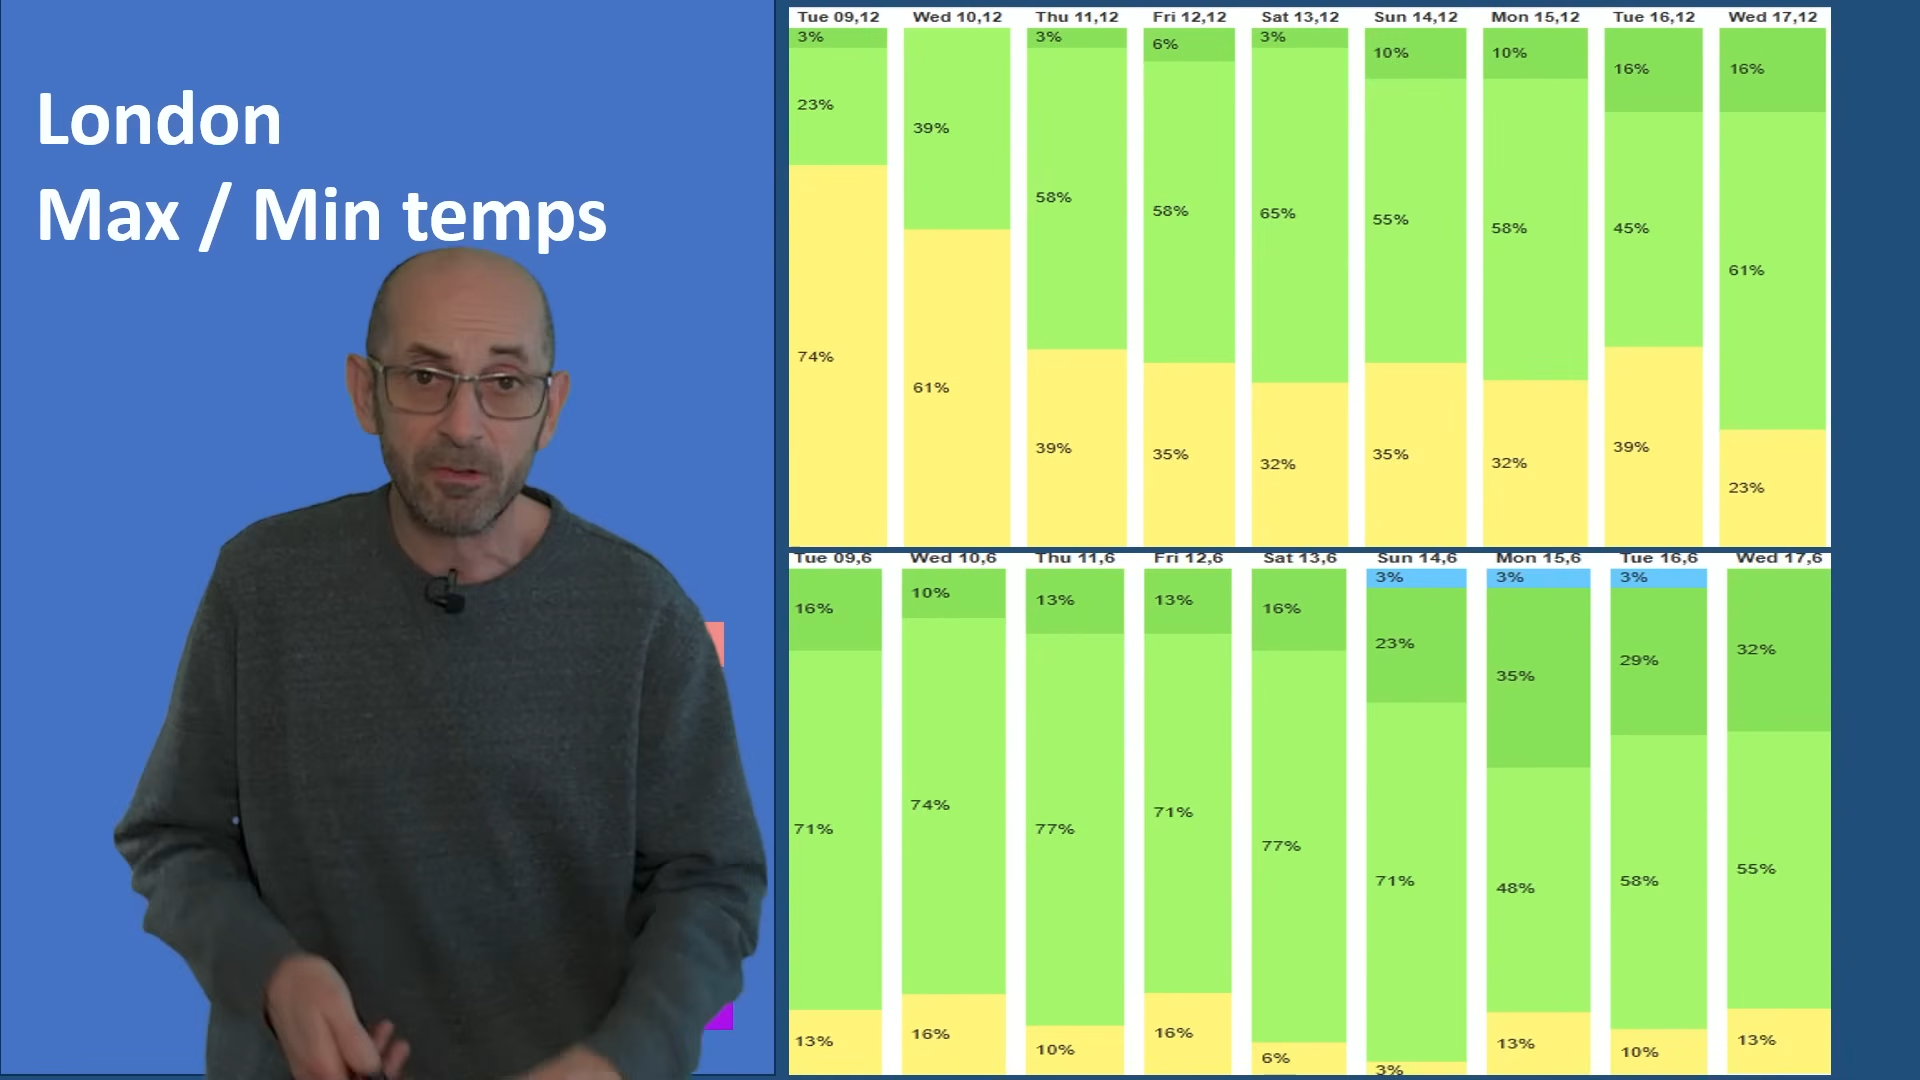 London
Max / Min temps
Tue 09,12 Wed 10,12 Thu 11,12 Fri 12,12 Sat 13,12 Sun 14,12 Mon 15,12 Tue 16,12 Wed 17,12
3% 3% 6% 3% 10% 10% 16% 16%
23% 39% 58% 58% 65% 55% 58% 45% 61%
74% 61% 39% 35% 32% 35% 32% 39% 23%
Tue 09,6 Wed 10,6 Thu 11,6 Fri 12,6 Sat 13,6 Sun 14,6 Mon 15,6 Tue 16,6 Wed 17,6
3% 3% 3%
16% 10% 13% 13% 16% 23% 35% 29% 32%
71% 74% 77% 71% 77% 71% 48% 58% 55%
13% 16% 10% 16% 6% 3% 13% 10% 13%